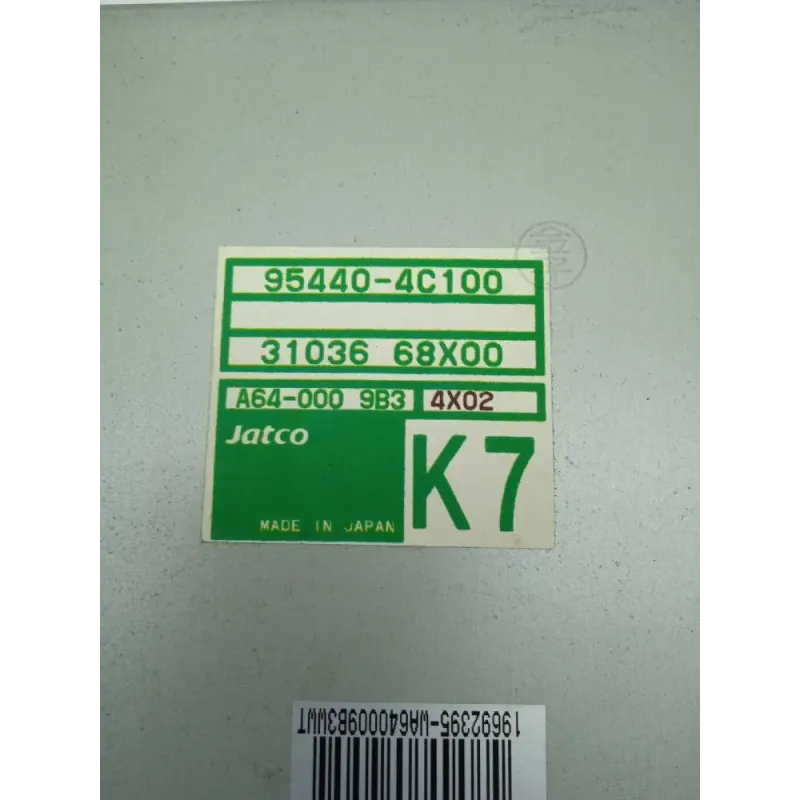 95440-4C100
31036 68X00
A64-000 9B3 4X02
Jatco
K7
MADE IN JAPAN
19692395-WA640009B3WWT